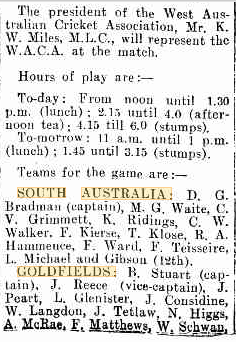 The president of the West Aus-
tralian Cricket Association, Mr. K.
W. Miles, M.L.C., will represent the
W.A.C.A. at the match.
Hours of play are:—
To-day: From noon until 1.30
p.m. (lunch); 2.15 until 4.0 (after-
noon tea); 4.15 till 6.0 (stumps).
To-morrow: 11 a.m. until 1 p.m.
(lunch); 1.45 until 3.15 (stumps).
Teams for the game are:—
SOUTH AUSTRALIA: D. G.
Bradman (captain), M. G. Waite, C.
V. Grimmett, K. Ridings, C. W.
Walker, F. Kierse, T. Klose, R. A.
Hammence, F. Ward, F. Teisseire,
L. Michael and Gibson (12th).
GOLDFIELDS: B. Stuart (cap-
tain), J. Reece (vice-captain), J.
Peart, L. Glenister, J. Considine,
W. Langdon, J. Tetlaw, N. Higgs,
A. McRae, F. Matthews, W. Schwan,